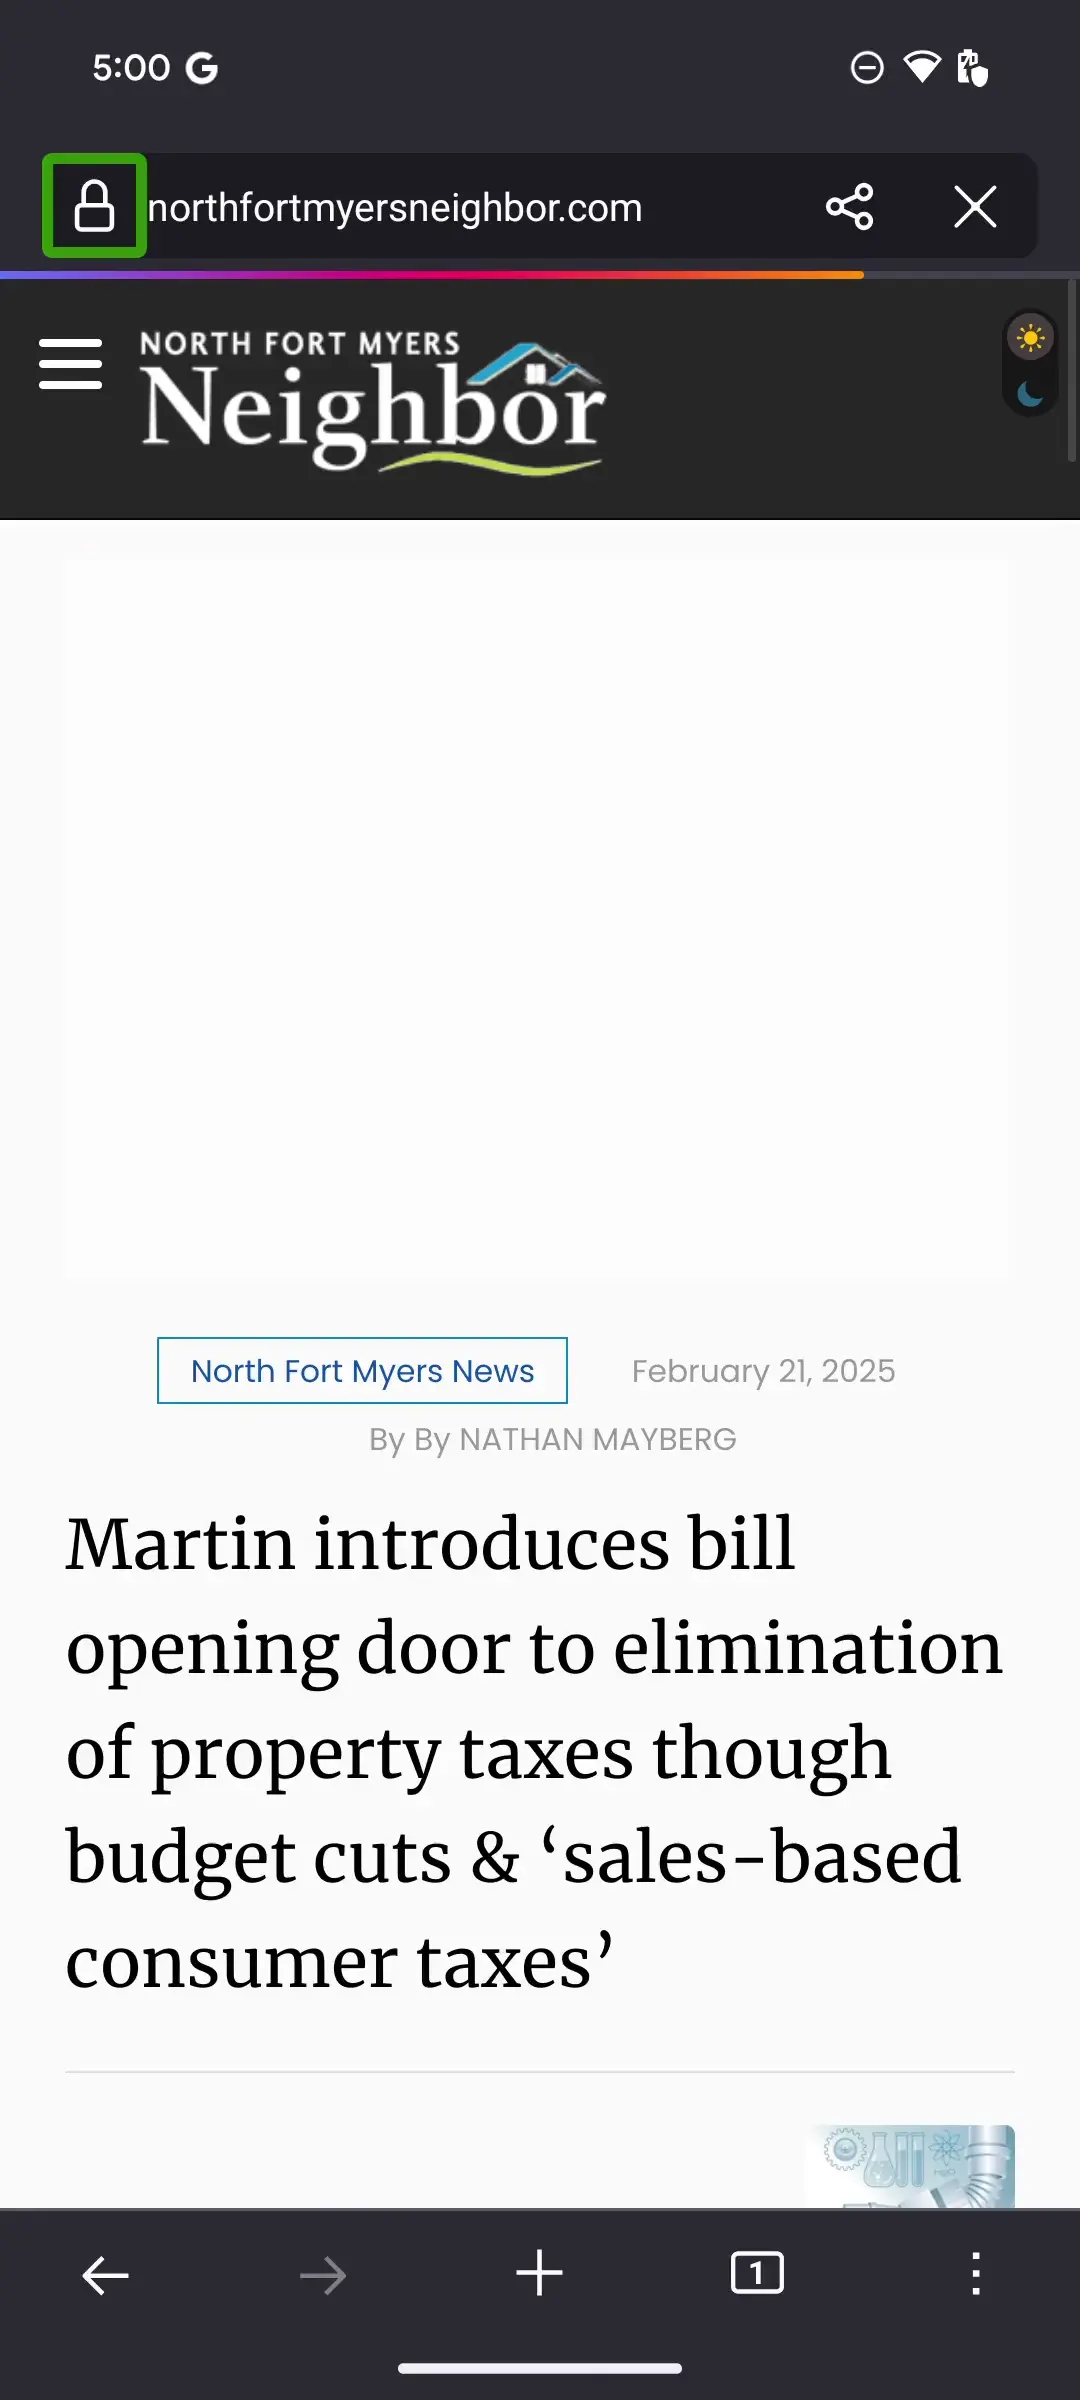 5:00
northfortmyersneighbor.com
NORTH FORT MYERS
Neighbor
North Fort Myers News
February 21, 2025
By By NATHAN MAYBERG
Martin introduces bill
opening door to elimination
of property taxes though
budget cuts & ‘sales-based
consumer taxes’
1